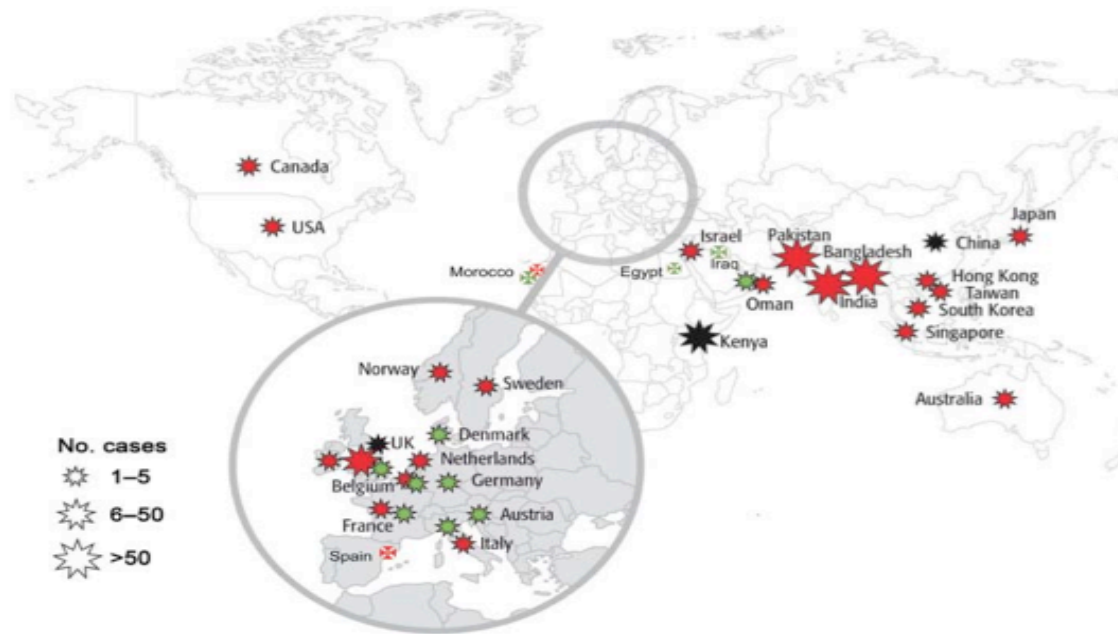 Canada
USA
Morocco
Israel
Egypt
Iraq
Pakistan
Bangladesh
Oman
India
Kenya
Japan
China
Hong Kong
Taiwan
South Korea
Singapore
Australia
Norway
Sweden
UK
Denmark
Netherlands
Belgium
Germany
France
Austria
Italy
Spain
No. cases
1–5
6–50
>50